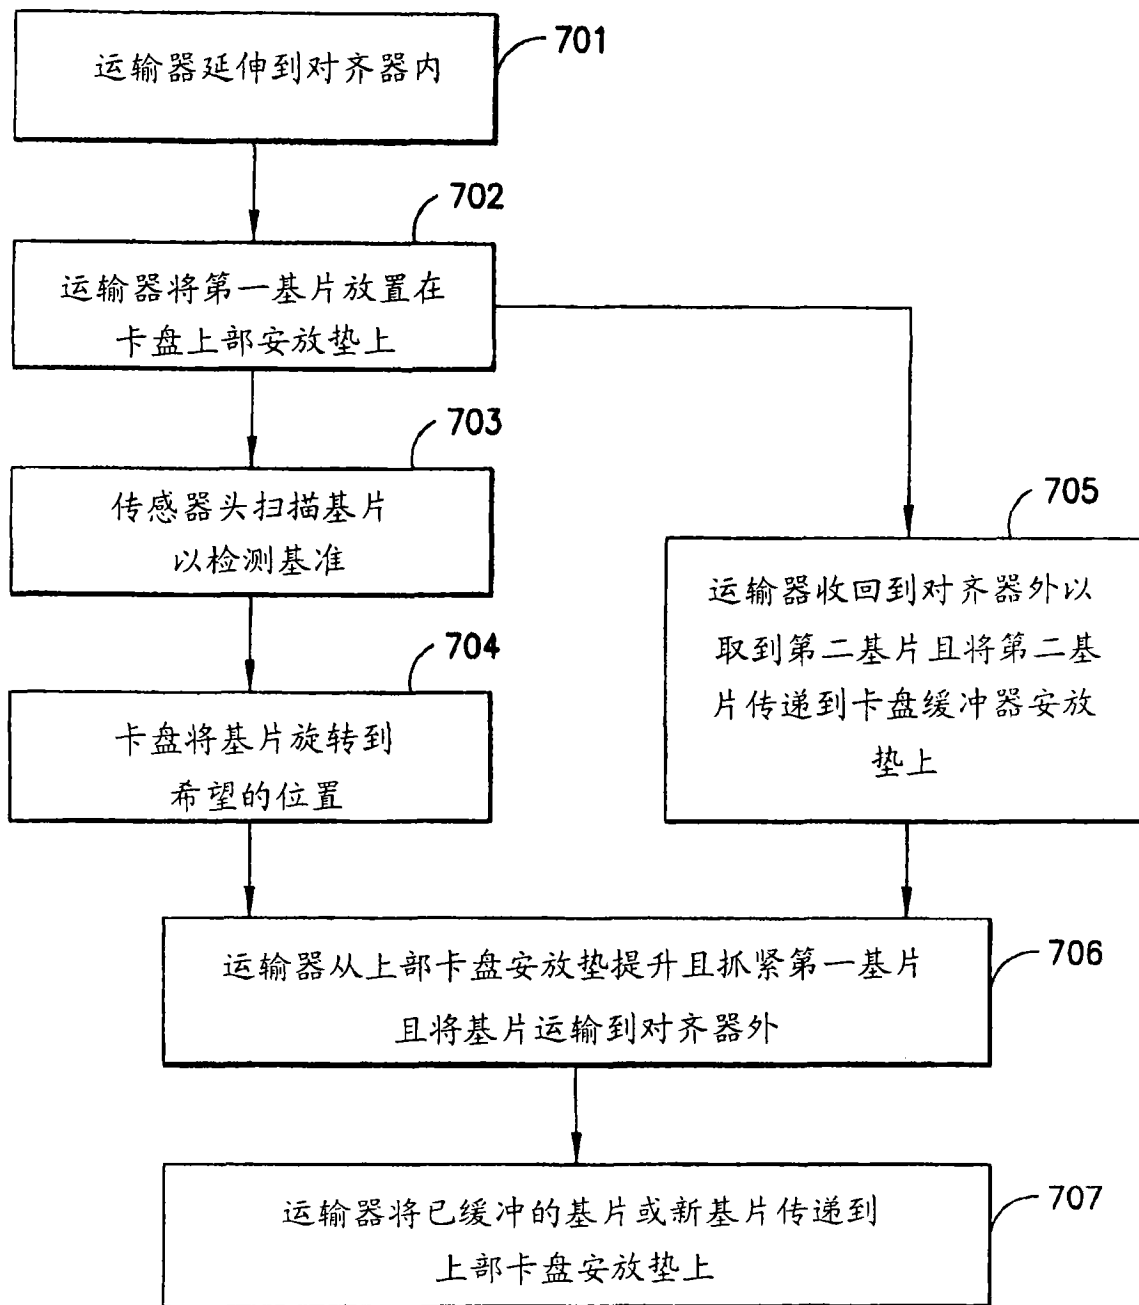 701
运输器延伸到对齐器内
702
运输器将第一基片放置在
卡盘上部安放垫上
703
传感器头扫描基片
以检测基准
704
卡盘将基片旋转到
希望的位置
705
运输器收回到对齐器外以
取到第二基片且将第二基
片传递到卡盘缓冲器安放
垫上
706
运输器从上部卡盘安放垫提升且抓紧第一基片
且将基片运输到对齐器外
707
运输器将已缓冲的基片或新基片传递到
上部卡盘安放垫上